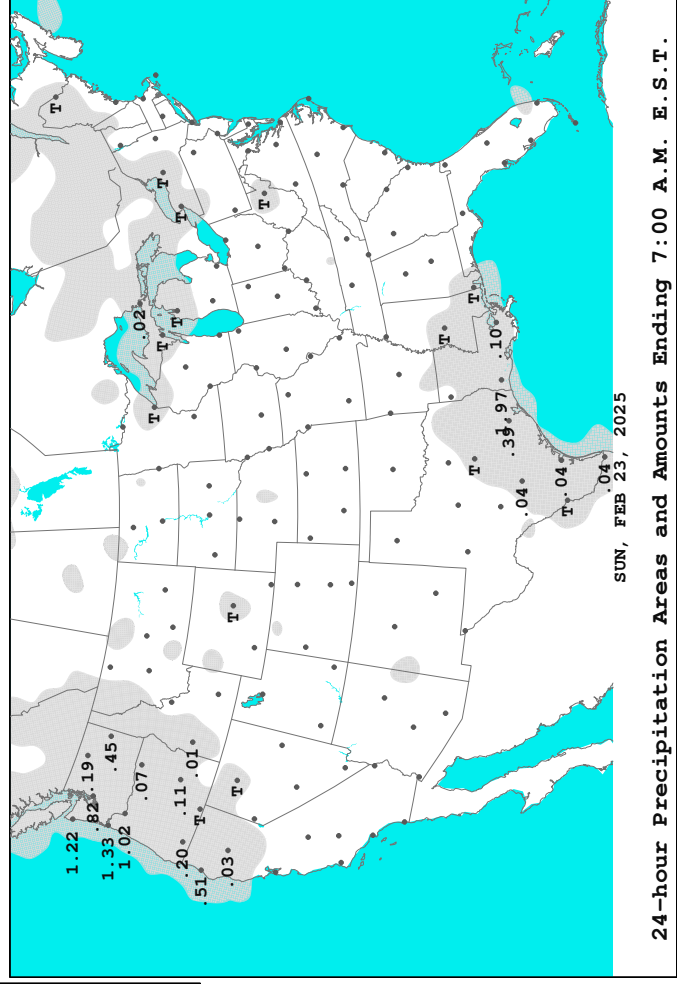 T
1.22
.19
.82
1.33
.45
1.02
.02
.07
T
T
T
T
.11
T
.20
.01
T
.51
.03
T
T
T
T
T
T
.10
1.97
.39
.04
.04
T
.04
SUN, FEB 23, 2025
24-hour Precipitation Areas and Amounts Ending 7:00 A.M. E.S.T.